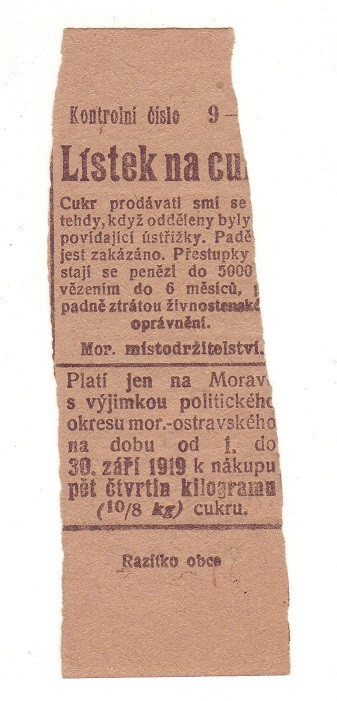 Kontrolní číslo 9–
Lístek na cu
Cukr prodávati smí se
tehdy, když odděleny byly
povídající ústřižky. Padě
jest zakázáno. Přestupky
stají se penězi do 5000
vězením do 6 měsíců,
padně ztrátou živnostenské
oprávnění.
Mor. místodržitelství.
Platí jen na Moravě
s výjimkou politického
okresu mor.-ostravského
na dobu od 1. do
30. září 1919 k nákupu
pět čtvrtin kilogramu
(10/8 kg) cukru.
Razítko obce